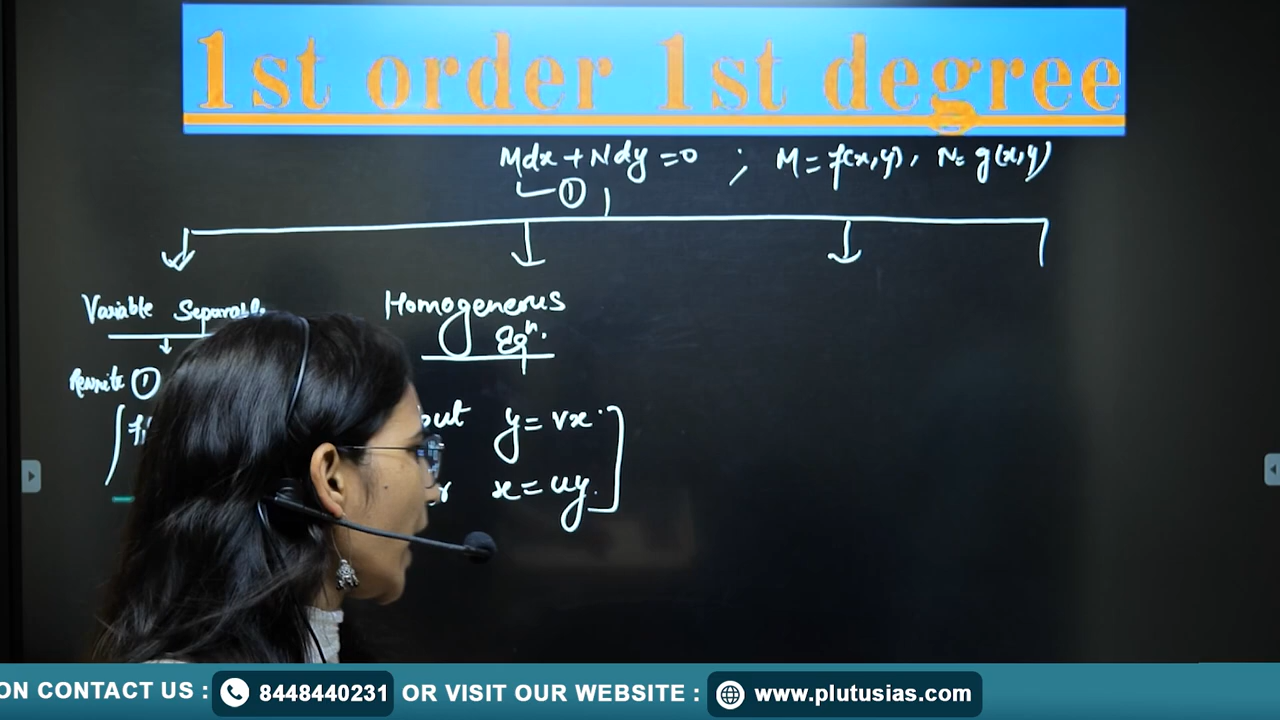 1st order 1st degree
Mdx + Ndy = 0 ; M = f(x,y), N = g(x,y)
①
Variable Separable
Homogeneous
Eqⁿ.
Rewrite ①
put y = vx
x = uy
ON CONTACT US : 8448440231 OR VISIT OUR WEBSITE : www.plutusias.com